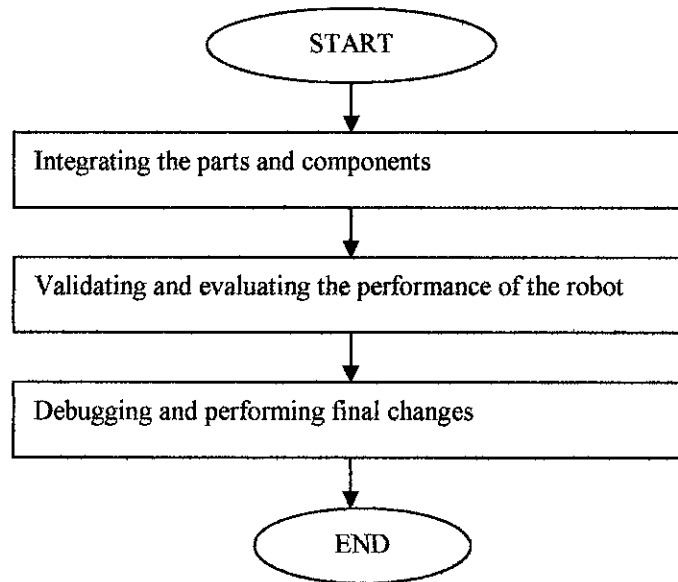 START
Integrating the parts and components
Validating and evaluating the performance of the robot
Debugging and performing final changes
END